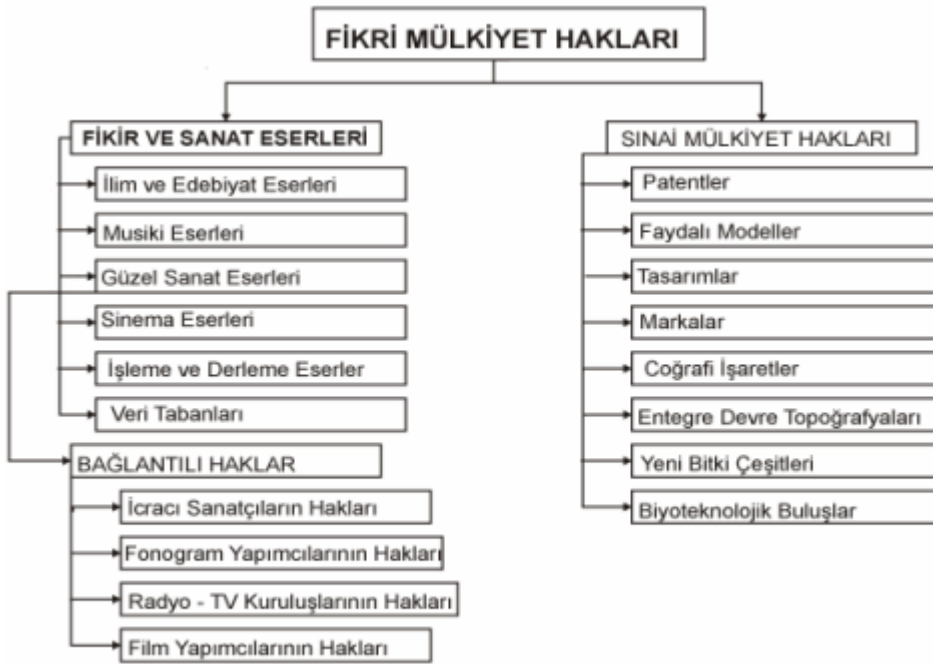 FİKRİ MÜLKİYET HAKLARI
FİKİR VE SANAT ESERLERİ
İlim ve Edebiyat Eserleri
Musiki Eserleri
Güzel Sanat Eserleri
Sinema Eserleri
İşleme ve Derleme Eserler
Veri Tabanları
BAĞLANTILI HAKLAR
İcracı Sanatçıların Hakları
Fonogram Yapımcılarının Hakları
Radyo - TV Kuruluşlarının Hakları
Film Yapımcılarının Hakları
SINAİ MÜLKİYET HAKLARI
Patentler
Faydalı Modeller
Tasarımlar
Markalar
Coğrafi İşaretler
Entegre Devre Topoğrafyaları
Yeni Bitki Çeşitleri
Biyoteknolojik Buluşlar